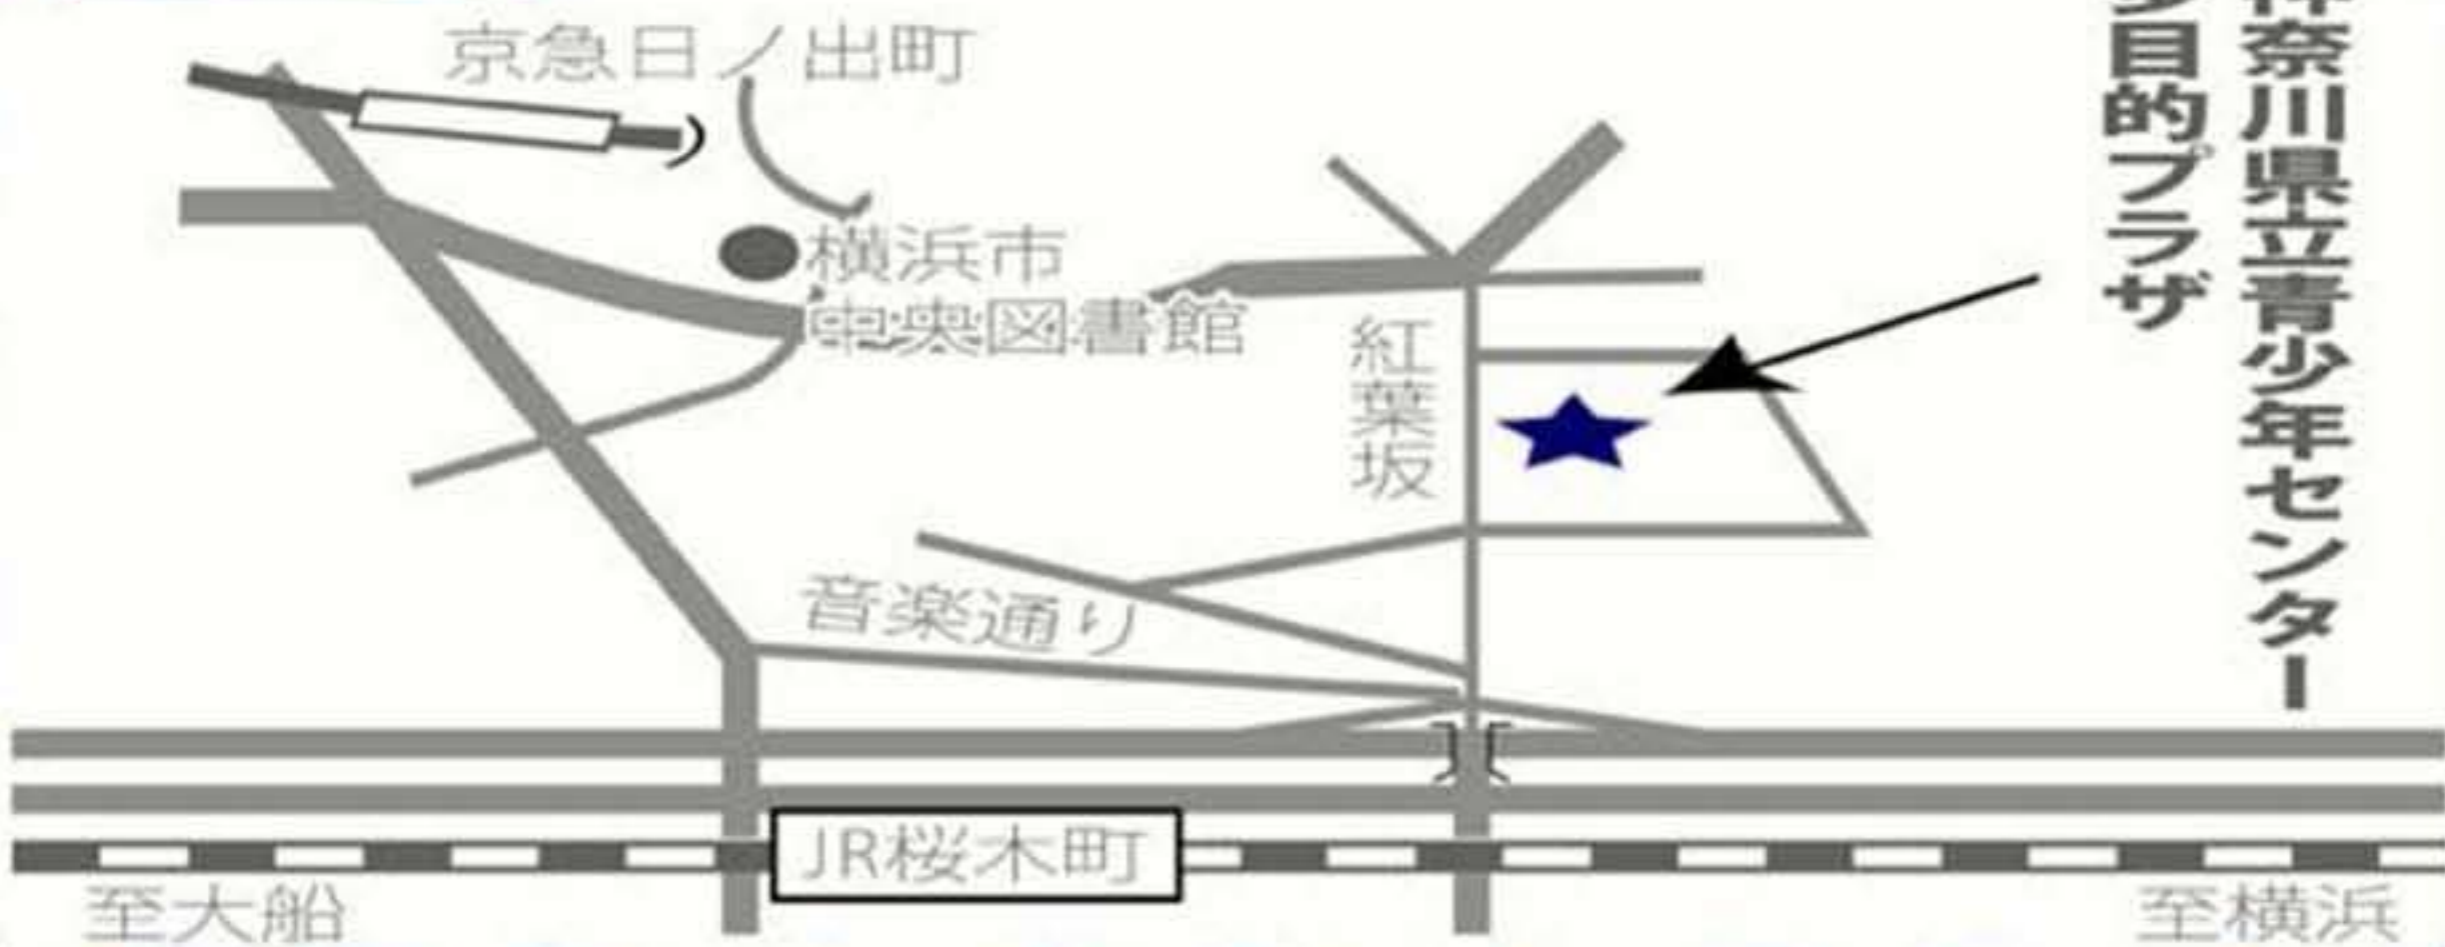 京急日ノ出町
横浜市
中央図書館
紅葉坂
音楽通り
JR桜木町
至大船
至横浜
神奈川県立青少年センター
多目的プラザ